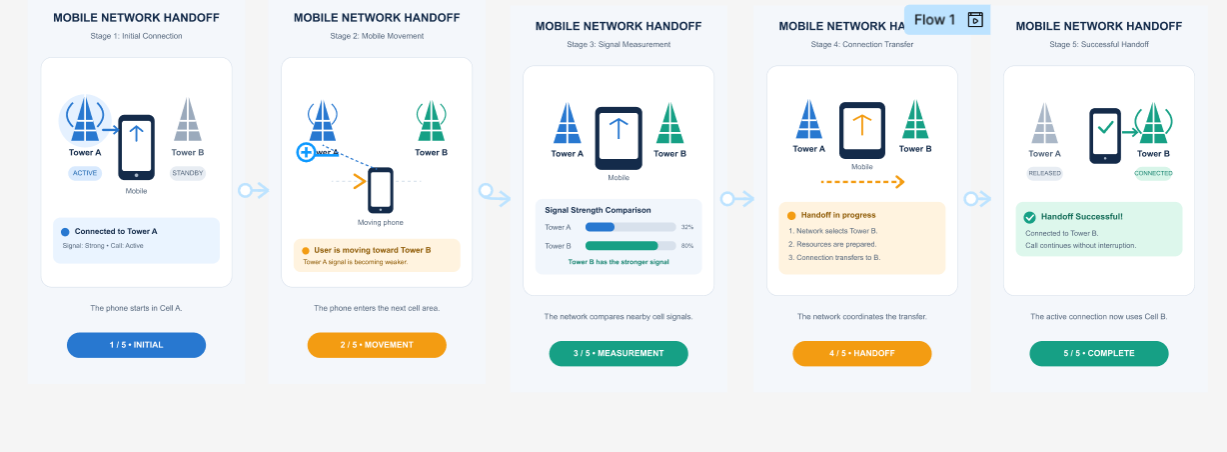 MOBILE NETWORK HANDOFF
Stage 1: Initial Connection
Tower A
Tower B
ACTIVE
STANDBY
Mobile
Connected to Tower A
Signal: Strong • Call: Active
The phone starts in Cell A.
1 / 5 • INITIAL
MOBILE NETWORK HANDOFF
Stage 2: Mobile Movement
Tower A
Tower B
Moving phone
User is moving toward Tower B
Tower A signal is becoming weaker.
The phone enters the next cell area.
2 / 5 • MOVEMENT
MOBILE NETWORK HANDOFF
Stage 3: Signal Measurement
Tower A
Tower B
Mobile
Signal Strength Comparison
Tower A 32%
Tower B 80%
Tower B has the stronger signal
The network compares nearby cell signals.
3 / 5 • MEASUREMENT
Flow 1
MOBILE NETWORK HA
Stage 4: Connection Transfer
Tower A
Tower B
Mobile
Handoff in progress
1. Network selects Tower B.
2. Resources are prepared.
3. Connection transfers to B.
The network coordinates the transfer.
4 / 5 • HANDOFF
MOBILE NETWORK HANDOFF
Stage 5: Successful Handoff
Tower A
Tower B
RELEASED
CONNECTED
Handoff Successful!
Connected to Tower B.
Call continues without interruption.
The active connection now uses Cell B.
5 / 5 • COMPLETE